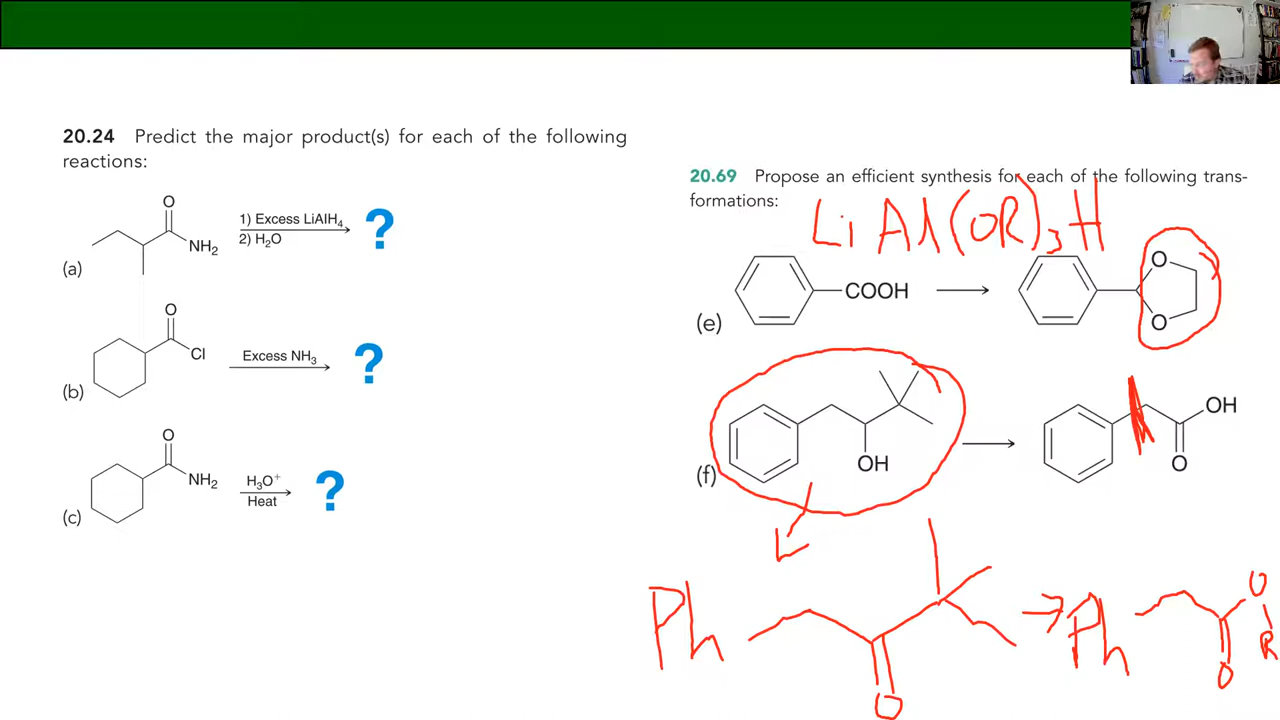 20.24 Predict the major product(s) for each of the following
reactions:
O
NH2
1) Excess LiAlH4
2) H2O
?
(a)
O
Cl
Excess NH3
?
(b)
O
NH2
H3O+
Heat
?
(c)
20.69 Propose an efficient synthesis for each of the following trans-
formations:
LiAl(OR)3H
COOH
O
O
(e)
OH
OH
O
(f)
Ph
O
Ph
O
R
O